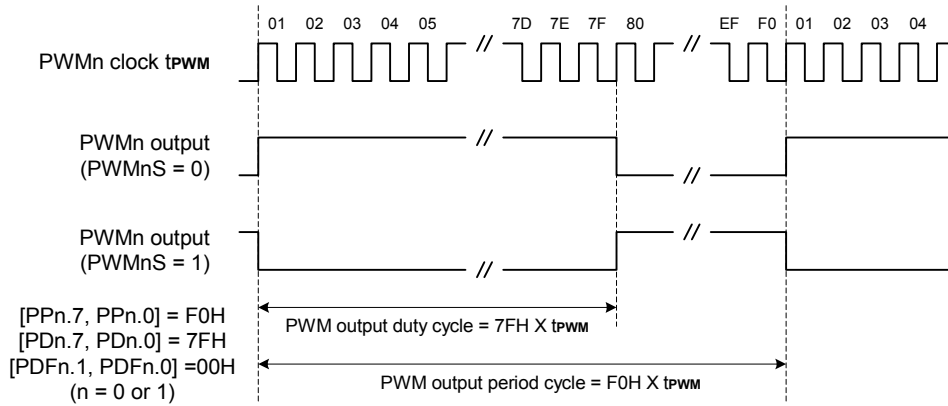 01 02 03 04 05 // 7D 7E 7F 80 // EF F0 01 02 03 04
PWMn clock tPWM
PWMn output
(PWMnS = 0)
// //
PWMn output
(PWMnS = 1)
// //
[PPn.7, PPn.0] = F0H
[PDn.7, PDn.0] = 7FH
[PDFn.1, PDFn.0] =00H
(n = 0 or 1)
PWM output duty cycle = 7FH X tPWM
PWM output period cycle = F0H X tPWM